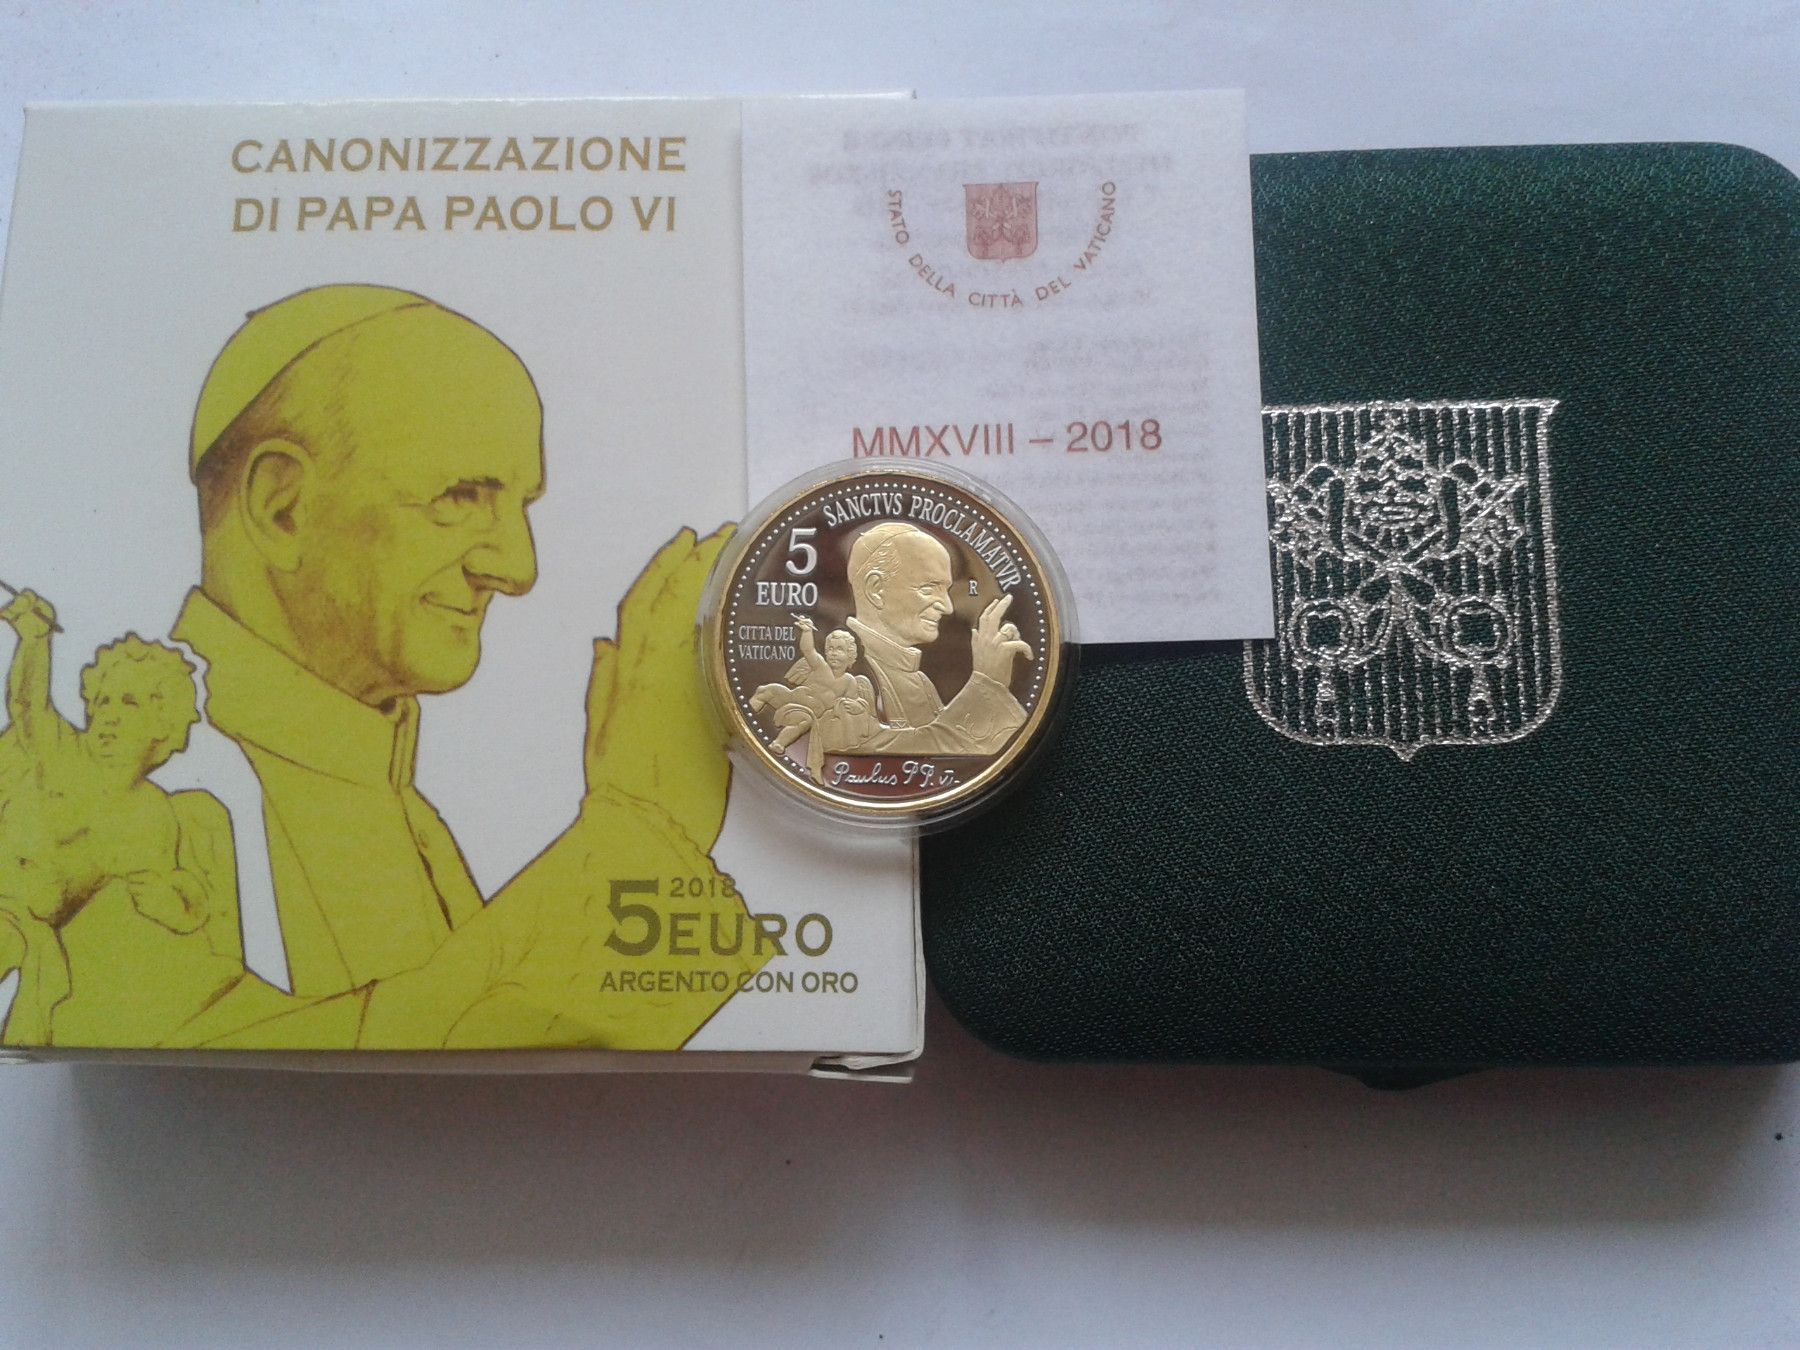 CANONIZZAZIONE
DI PAPA PAOLO VI
2018
5 EURO
ARGENTO CON ORO
STATO DELLA CITTÀ DEL VATICANO
MMXVIII – 2018
SANCTVS PROCLAMATVR
5
EURO
R
CITTÀ DEL
VATICANO
Paulus PP. VI